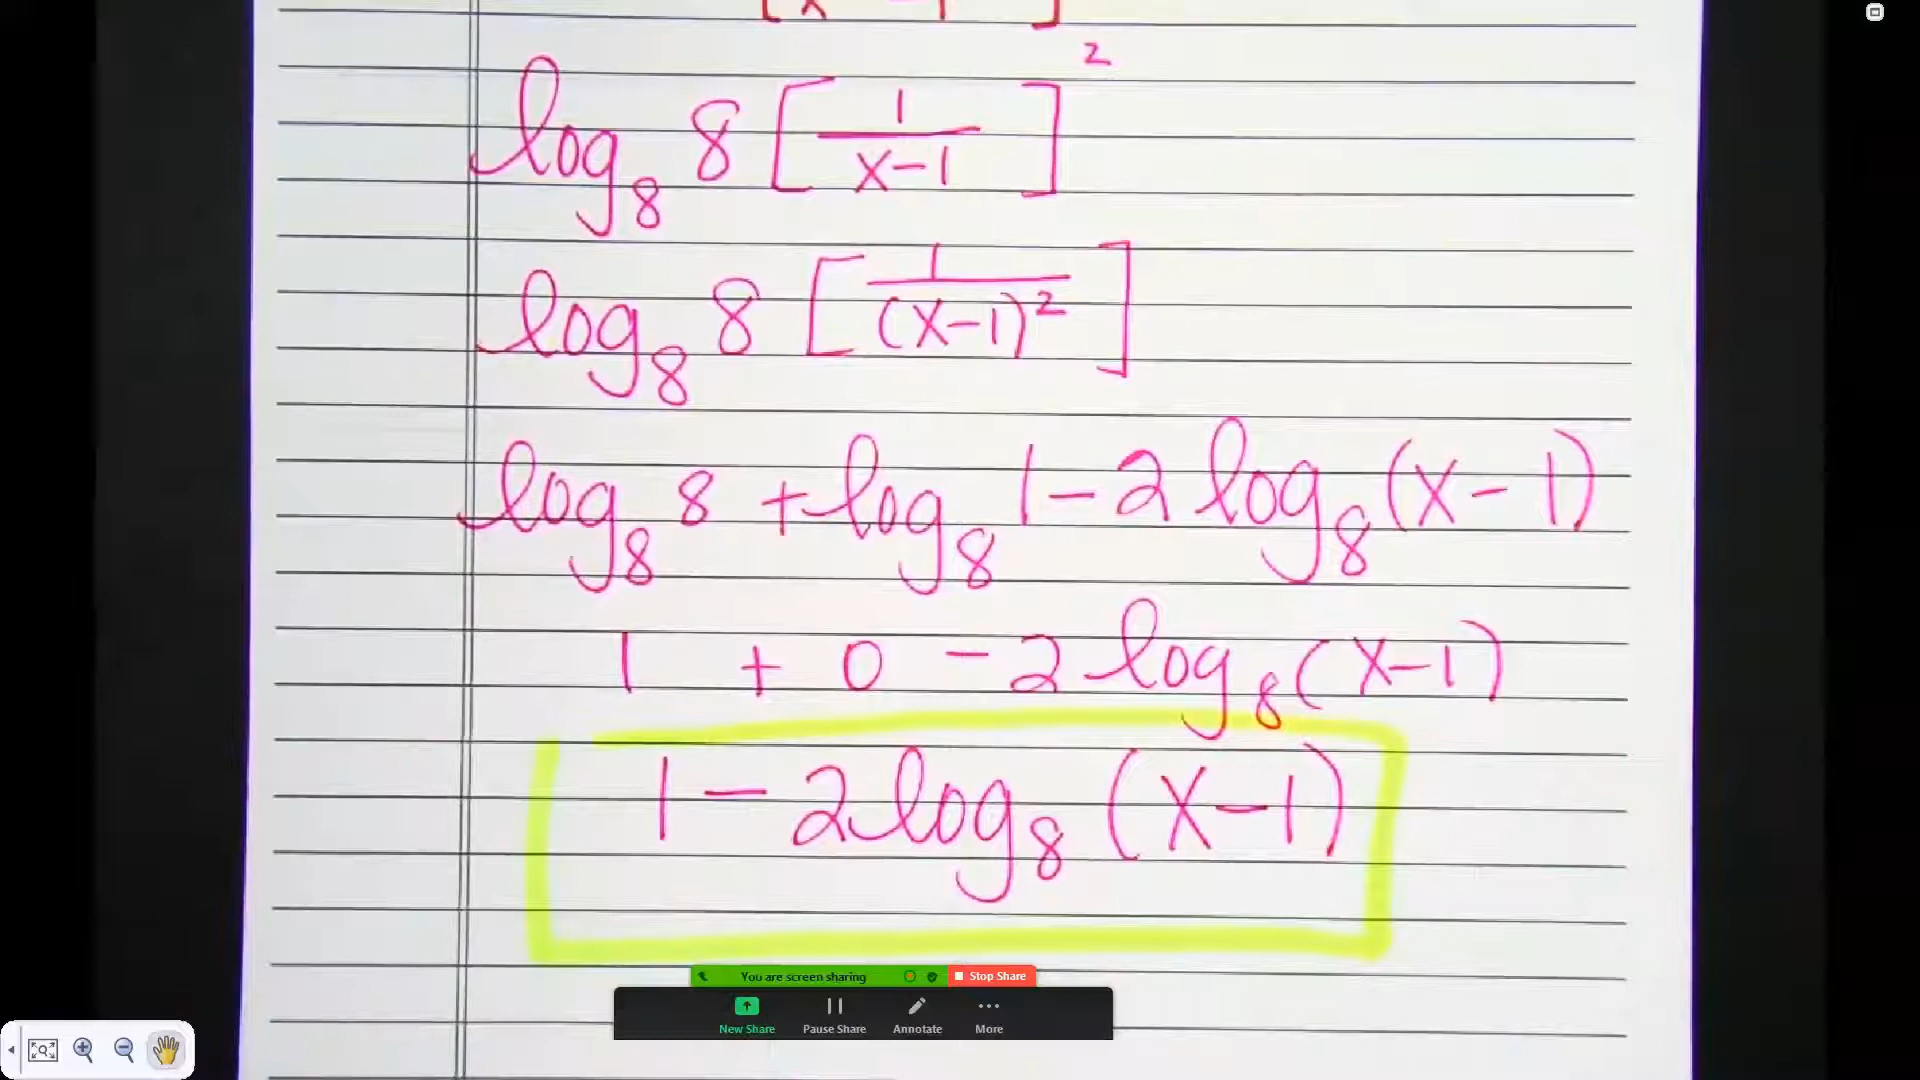 [x - 1]
log₈ 8 [1/(x-1)]²
log₈ 8 [1/(x-1)²]
log₈ 8 + log₈ 1 - 2 log₈ (x - 1)
1 + 0 - 2 log₈ (x-1)
1 - 2 log₈ (x-1)
You are screen sharing Stop Share
New Share Pause Share Annotate More